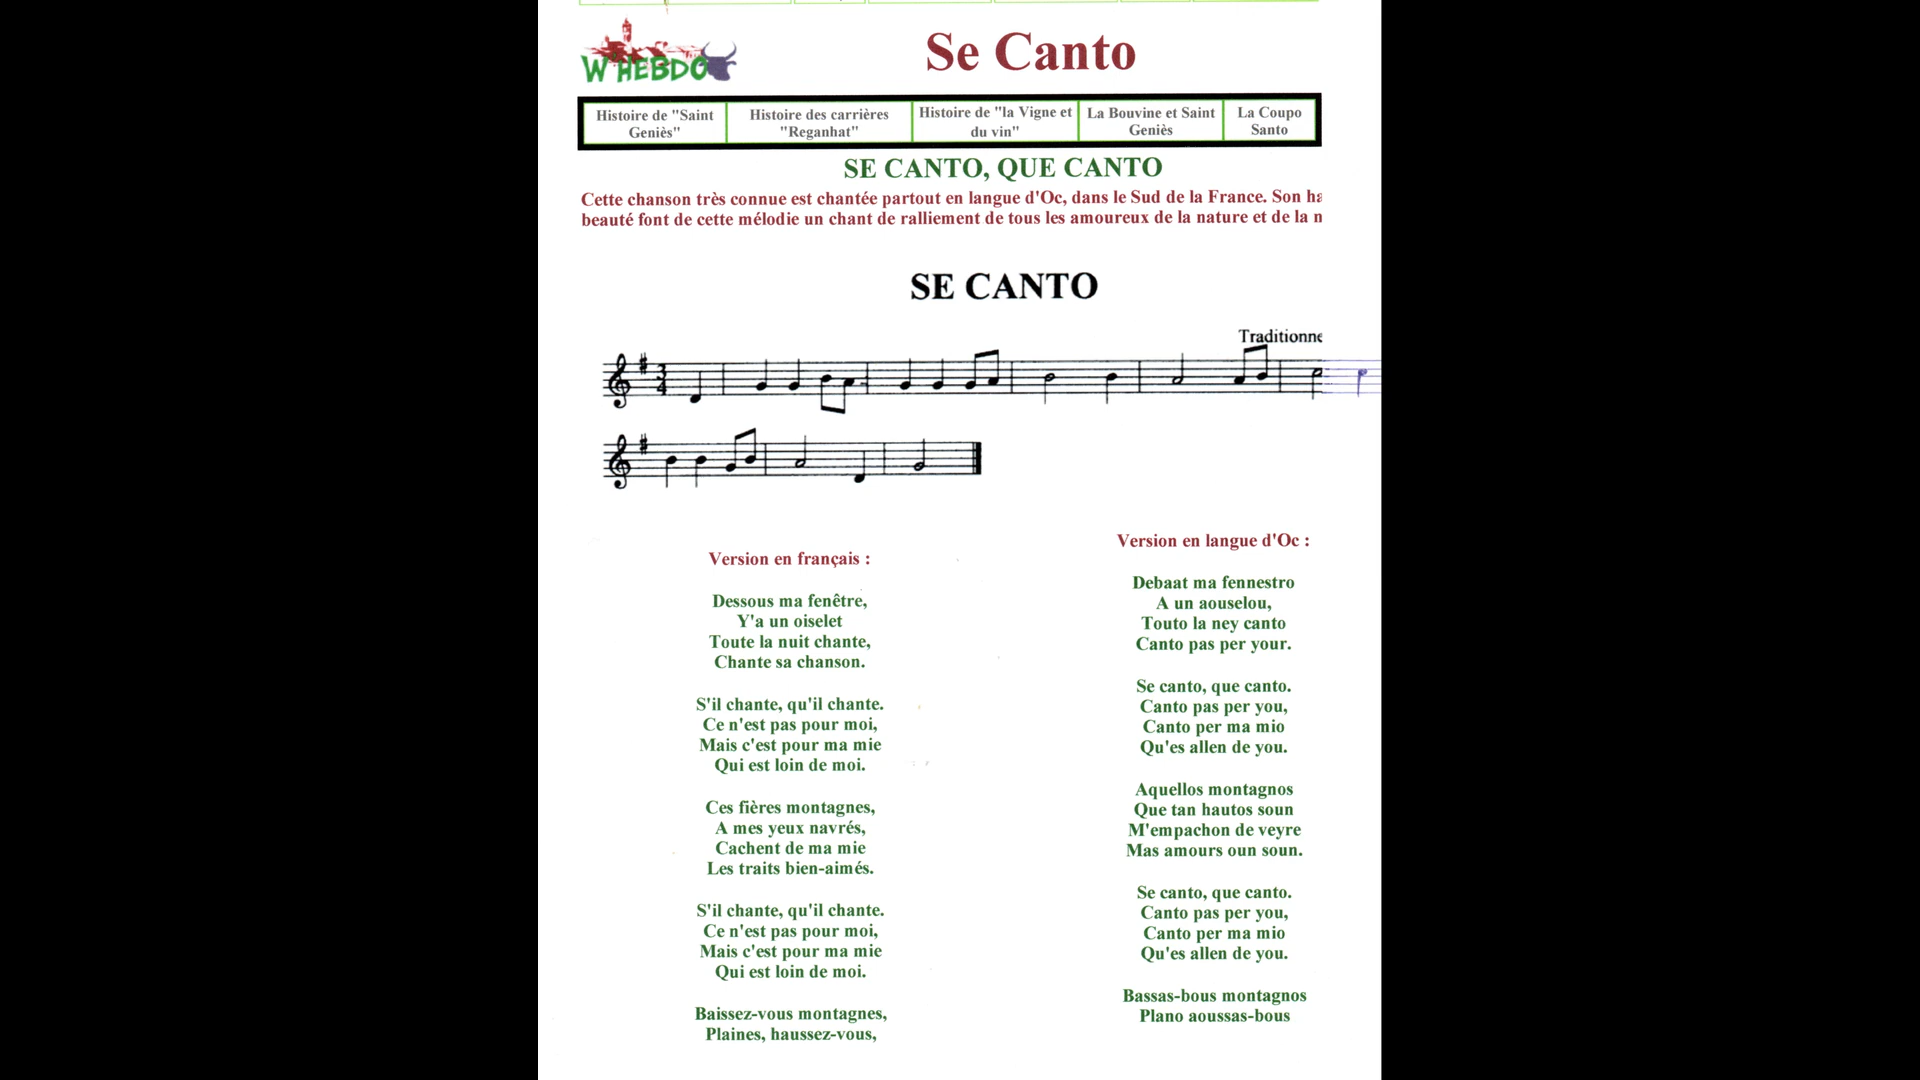 W HEBDO
Se Canto
Histoire de "Saint
Geniès"
Histoire des carrières
"Reganhat"
Histoire de "la Vigne et
du vin"
La Bouvine et Saint
Geniès
La Coupo
Santo
SE CANTO, QUE CANTO
Cette chanson très connue est chantée partout en langue d'Oc, dans le Sud de la France. Son ha
beauté font de cette mélodie un chant de ralliement de tous les amoureux de la nature et de la n
SE CANTO
Traditionne
3
4
Version en français :
Dessous ma fenêtre,
Y'a un oiselet
Toute la nuit chante,
Chante sa chanson.
S'il chante, qu'il chante.
Ce n'est pas pour moi,
Mais c'est pour ma mie
Qui est loin de moi.
Ces fières montagnes,
A mes yeux navrés,
Cachent de ma mie
Les traits bien-aimés.
S'il chante, qu'il chante.
Ce n'est pas pour moi,
Mais c'est pour ma mie
Qui est loin de moi.
Baissez-vous montagnes,
Plaines, haussez-vous,
Version en langue d'Oc :
Debaat ma fennestro
A un aouselou,
Touto la ney canto
Canto pas per your.
Se canto, que canto.
Canto pas per you,
Canto per ma mio
Qu'es allen de you.
Aquellos montagnos
Que tan hautos soun
M'empachon de veyre
Mas amours oun soun.
Se canto, que canto.
Canto pas per you,
Canto per ma mio
Qu'es allen de you.
Bassas-bous montagnos
Plano aoussas-bous